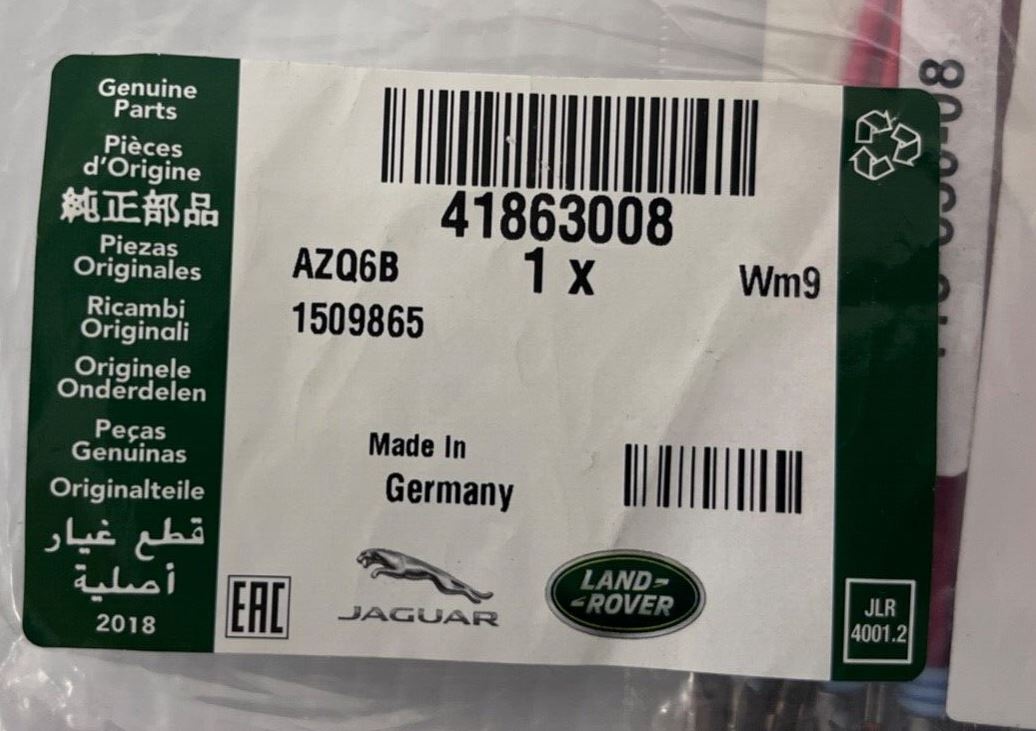 Genuine
Parts
Pièces
d'Origine
純正部品
Piezas
Originales
Ricambi
Originali
Originele
Onderdelen
Peças
Genuinas
Originalteile
قطع غيار
أصلية
2018
41863008
AZQ6B
1 x
Wm9
1509865
Made In
Germany
EAC
JAGUAR
LAND-
-ROVER
JLR
4001.2